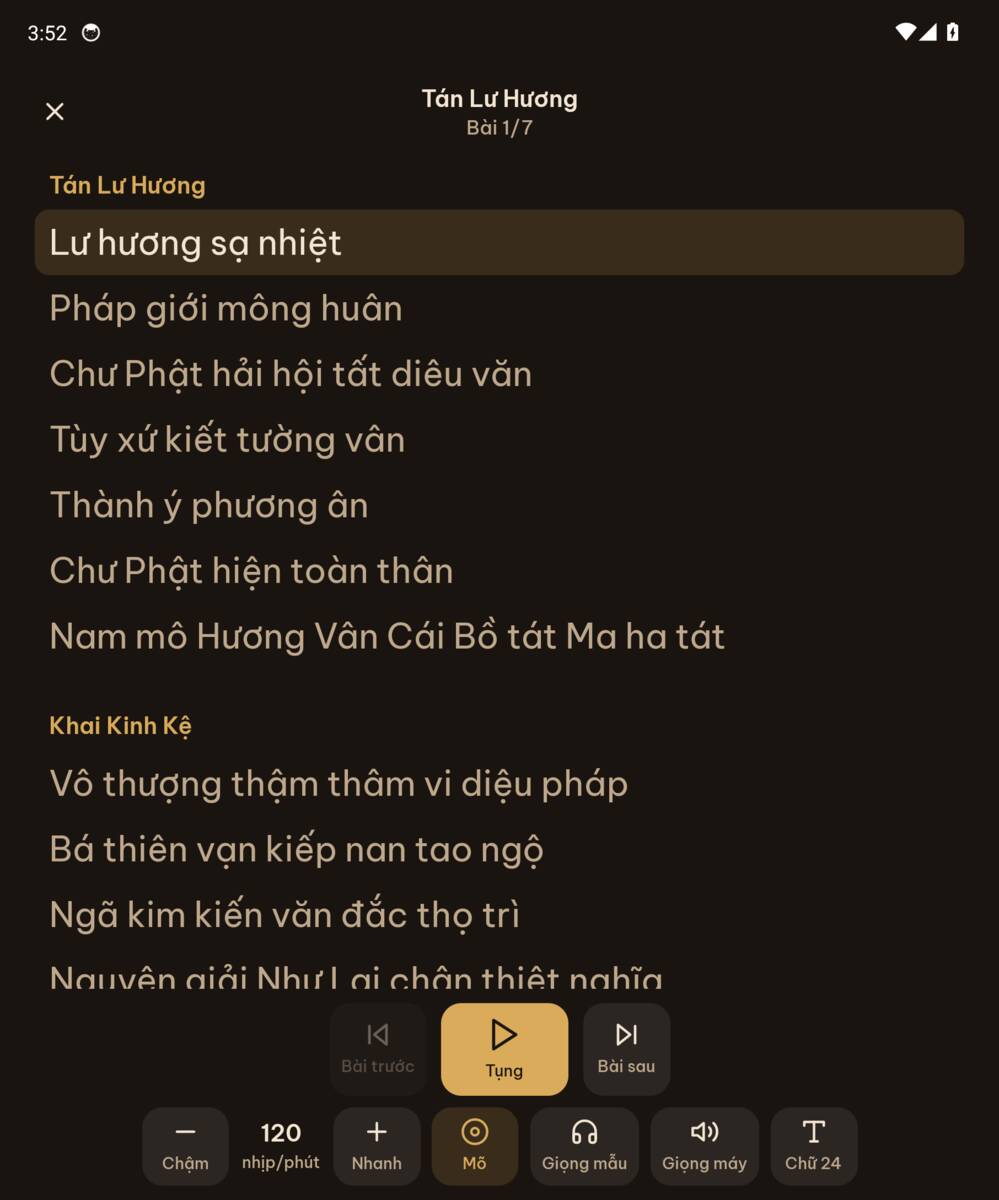 3:52
Tán Lư Hương
Bài 1/7
Tán Lư Hương
Lư hương sạ nhiệt
Pháp giới mông huân
Chư Phật hải hội tất diêu văn
Tùy xứ kiết tường vân
Thành ý phương ân
Chư Phật hiện toàn thân
Nam mô Hương Vân Cái Bồ tát Ma ha tát
Khai Kinh Kệ
Vô thượng thậm thâm vi diệu pháp
Bá thiên vạn kiếp nan tao ngộ
Ngã kim kiến văn đắc thọ trì
Nguyện giải Như Lai chân thiệt nghĩa
Bài trước
Tụng
Bài sau
Chậm
120
nhịp/phút
Nhanh
Mõ
Giọng mẫu
Giọng máy
Chữ 24